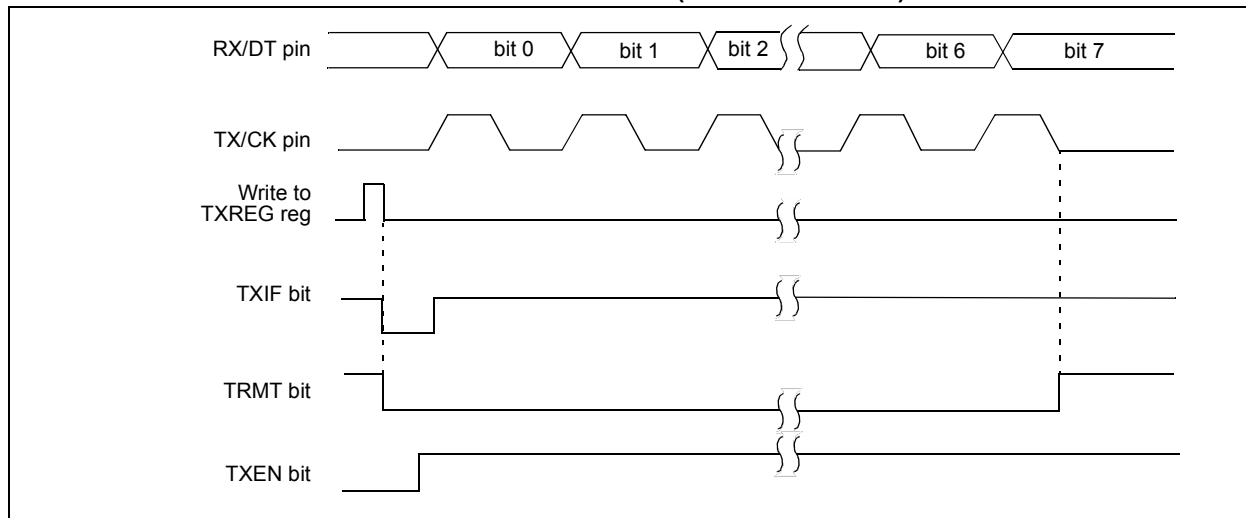 RX/DT pin
bit 0 bit 1 bit 2 bit 6 bit 7
TX/CK pin
Write to
TXREG reg
TXIF bit
TRMT bit
TXEN bit